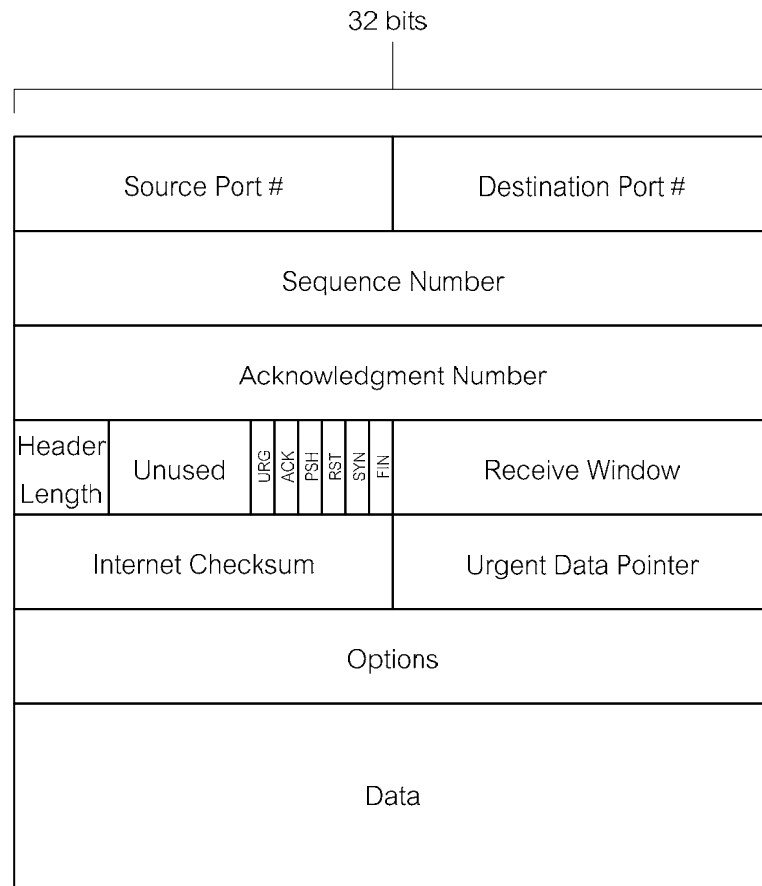 32 bits
Source Port #
Destination Port #
Sequence Number
Acknowledgment Number
Header
Length
Unused
URG
ACK
PSH
RST
SYN
FIN
Receive Window
Internet Checksum
Urgent Data Pointer
Options
Data